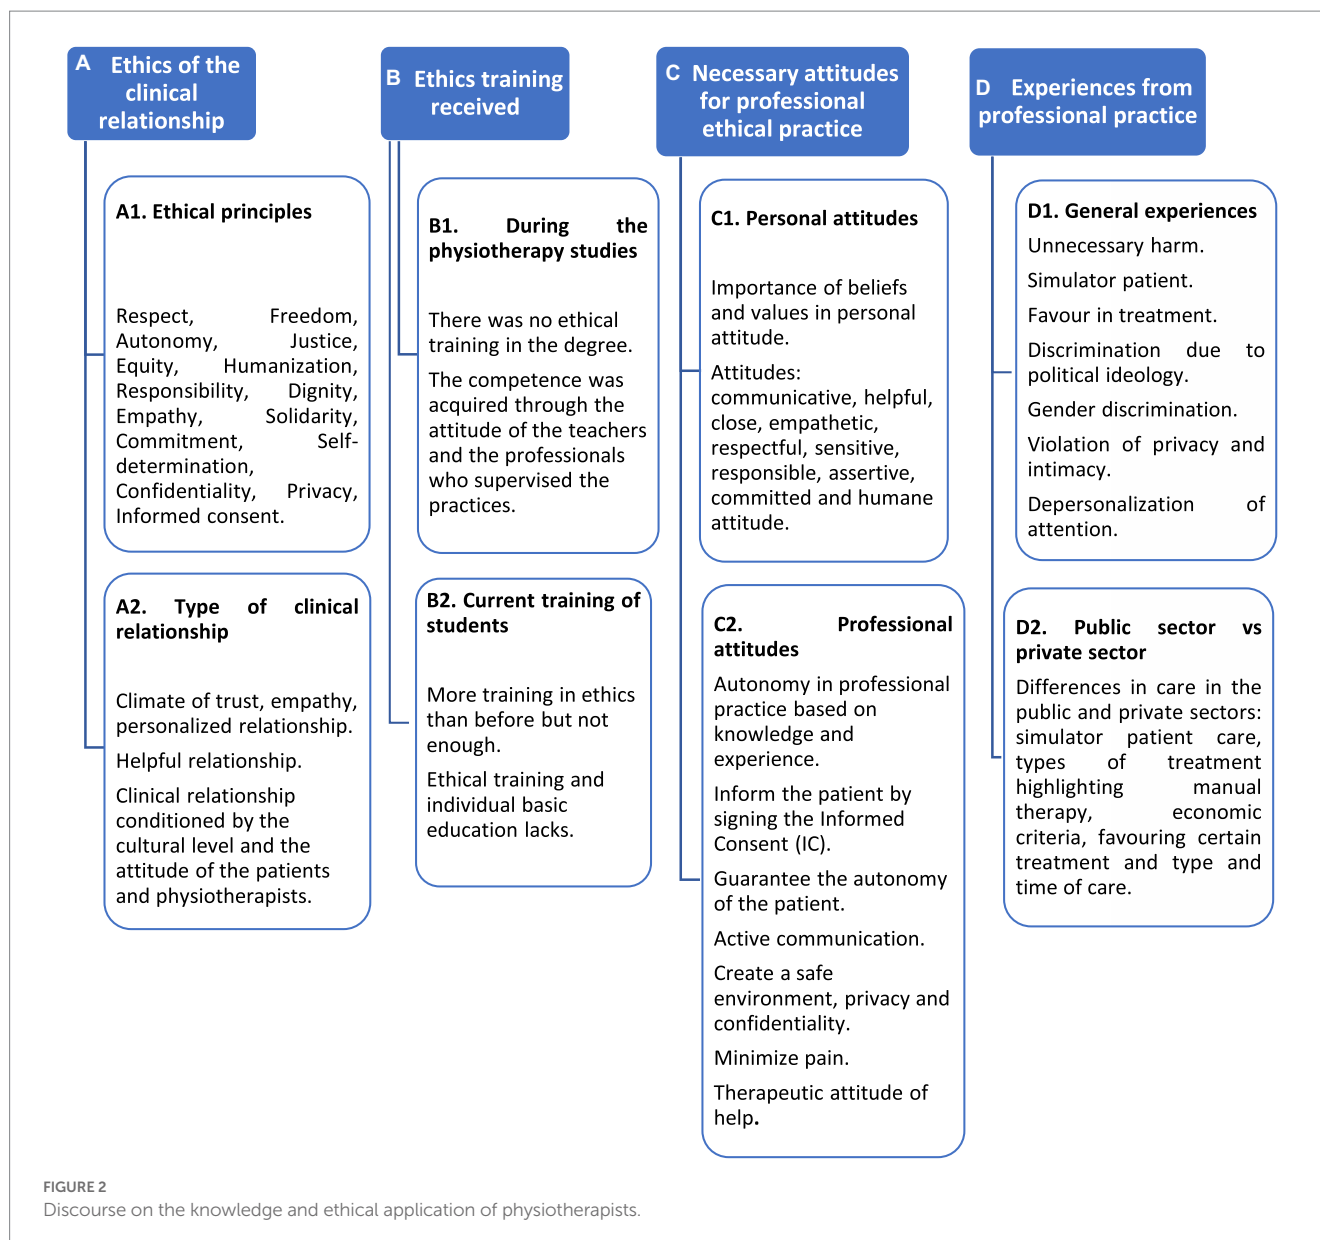 A Ethics of the
clinical
relationship
A1. Ethical principles
Respect, Freedom,
Autonomy, Justice,
Equity, Humanization,
Responsibility, Dignity,
Empathy, Solidarity,
Commitment, Self-
determination,
Confidentiality, Privacy,
Informed consent.
A2. Type of clinical
relationship
Climate of trust, empathy,
personalized relationship.
Helpful relationship.
Clinical relationship
conditioned by the
cultural level and the
attitude of the patients
and physiotherapists.
B Ethics training
received
B1. During the
physiotherapy studies
There was no ethical
training in the degree.
The competence was
acquired through the
attitude of the teachers
and the professionals
who supervised the
practices.
B2. Current training of
students
More training in ethics
than before but not
enough.
Ethical training and
individual basic
education lacks.
C Necessary attitudes
for professional
ethical practice
C1. Personal attitudes
Importance of beliefs
and values in personal
attitude.
Attitudes:
communicative, helpful,
close, empathetic,
respectful, sensitive,
responsible, assertive,
committed and humane
attitude.
C2. Professional
attitudes
Autonomy in professional
practice based on
knowledge and
experience.
Inform the patient by
signing the Informed
Consent (IC).
Guarantee the autonomy
of the patient.
Active communication.
Create a safe
environment, privacy and
confidentiality.
Minimize pain.
Therapeutic attitude of
help.
D Experiences from
professional practice
D1. General experiences
Unnecessary harm.
Simulator patient.
Favour in treatment.
Discrimination due to
political ideology.
Gender discrimination.
Violation of privacy and
intimacy.
Depersonalization of
attention.
D2. Public sector vs
private sector
Differences in care in the
public and private sectors:
simulator patient care,
types of treatment
highlighting manual
therapy, economic
criteria, favouring certain
treatment and type and
time of care.
FIGURE 2
Discourse on the knowledge and ethical application of physiotherapists.